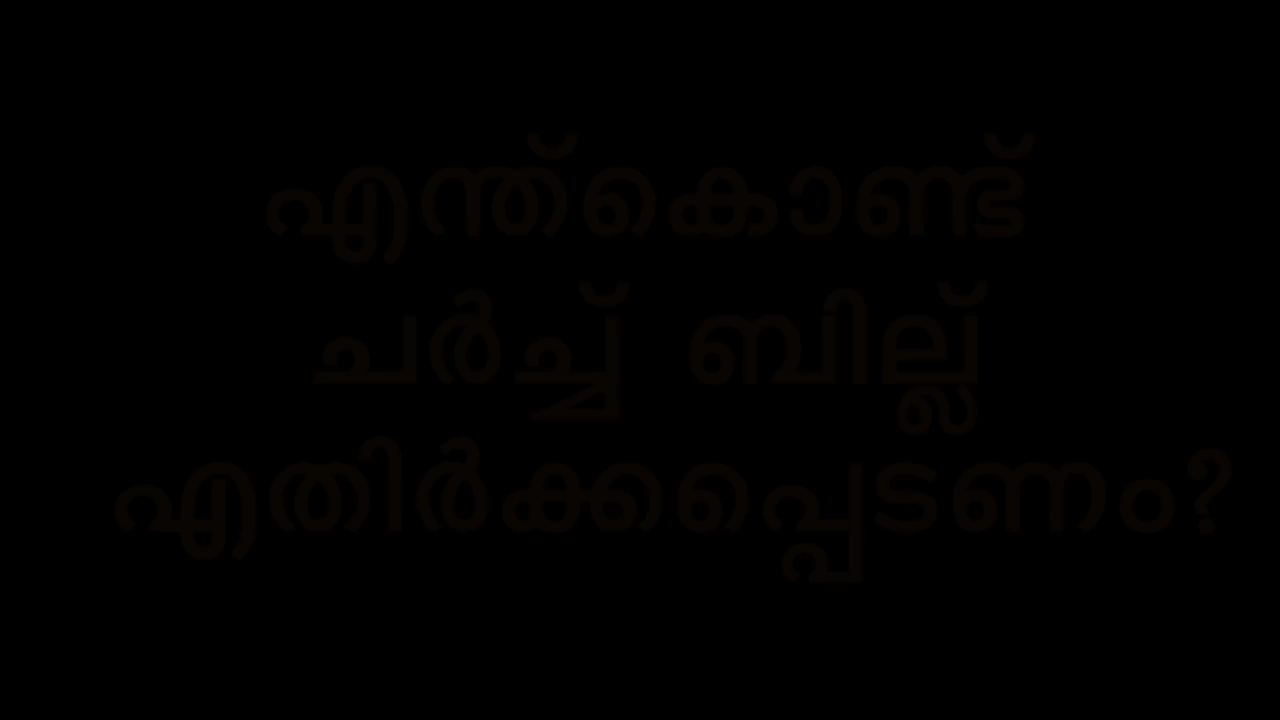 എന്ത്കൊണ്ട്
ചർച്ച് ബില്ല്
എതിർക്കപ്പെടണം?